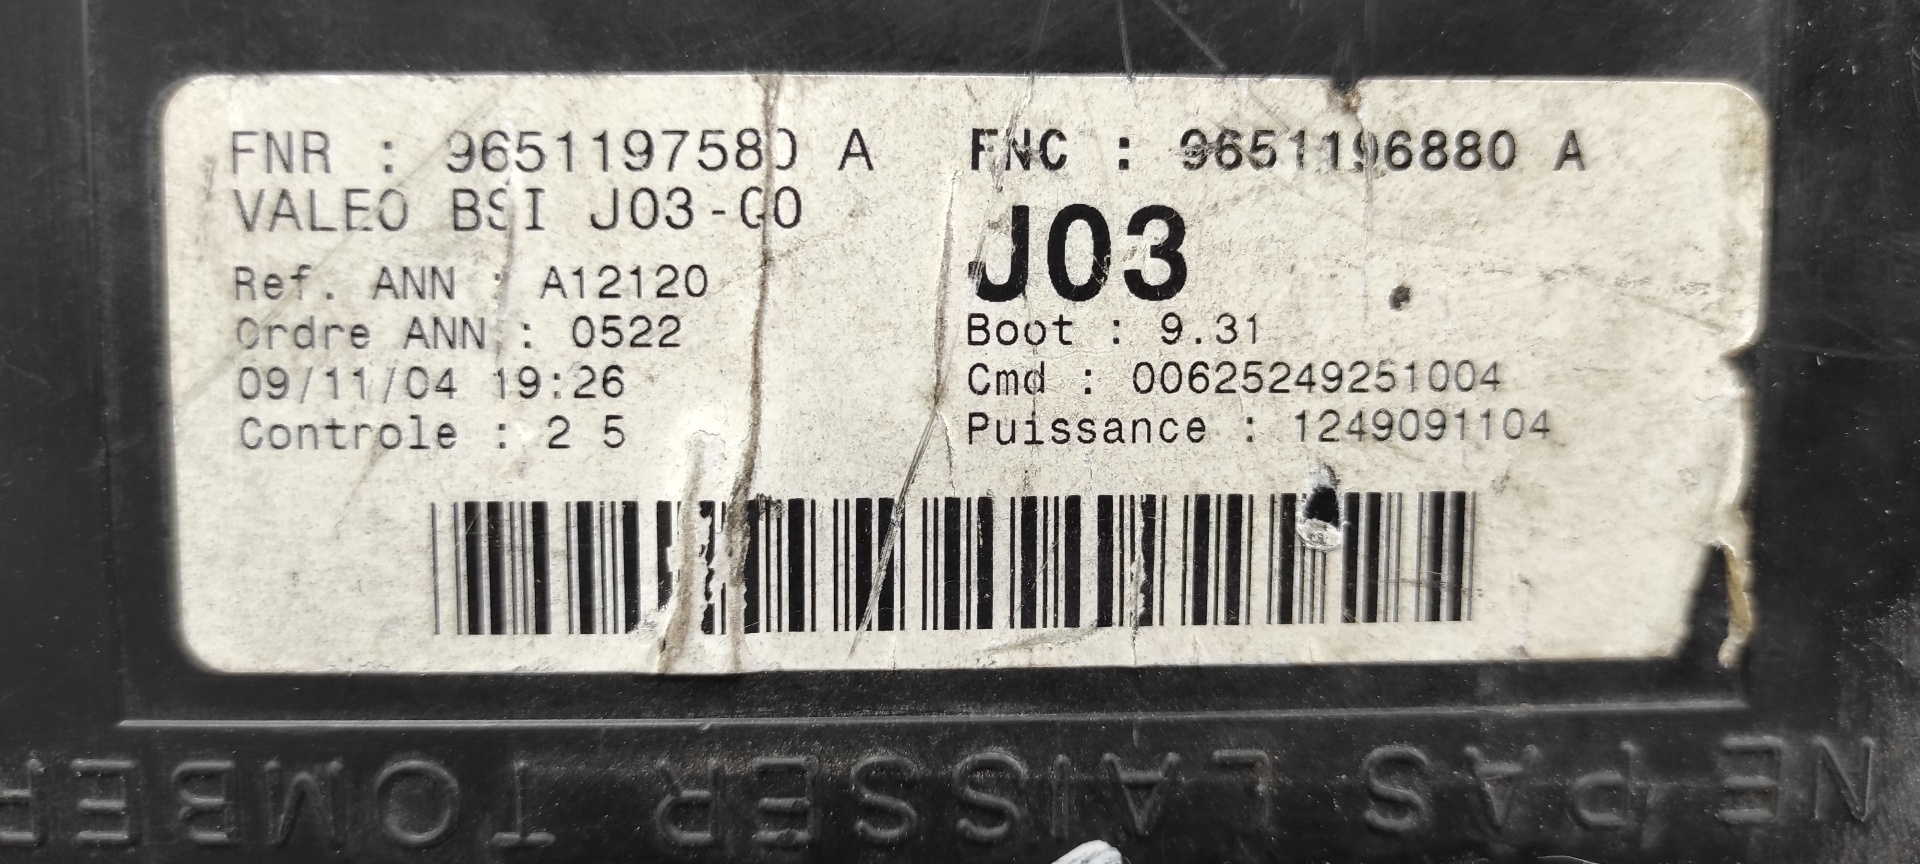 FNR : 9651197580 A
VALEO BSI J03-00
Ref. ANN : A12120
Ordre ANN : 0522
09/11/04 19:26
Controle : 2 5
FNC : 9651196880 A
J03
Boot : 9.31
Cmd : 00625249251004
Puissance : 1249091104
NE PAS LAISSER TOMBER